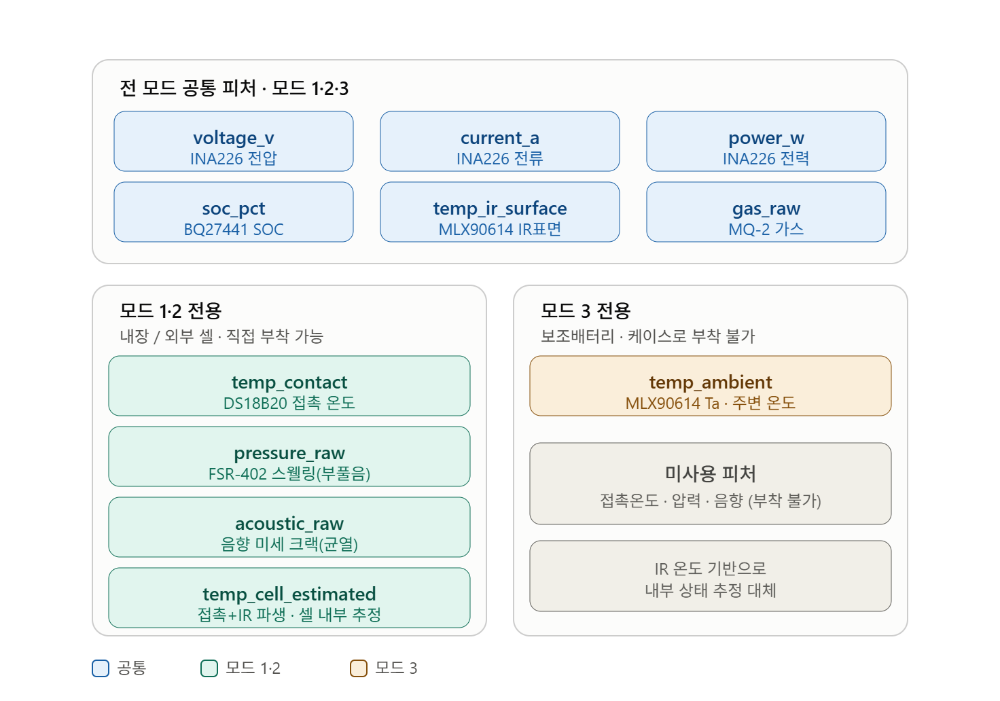 전 모드 공통 피처 · 모드 1·2·3
voltage_v
INA226 전압
current_a
INA226 전류
power_w
INA226 전력
soc_pct
BQ27441 SOC
temp_ir_surface
MLX90614 IR표면
gas_raw
MQ-2 가스
모드 1·2 전용
내장 / 외부 셀 · 직접 부착 가능
temp_contact
DS18B20 접촉 온도
pressure_raw
FSR-402 스웰링(부풀음)
acoustic_raw
음향 미세 크랙(균열)
temp_cell_estimated
접촉+IR 파생 · 셀 내부 추정
모드 3 전용
보조배터리 · 케이스로 부착 불가
temp_ambient
MLX90614 Ta · 주변 온도
미사용 피처
접촉온도 · 압력 · 음향 (부착 불가)
IR 온도 기반으로
내부 상태 추정 대체
공통
모드 1·2
모드 3